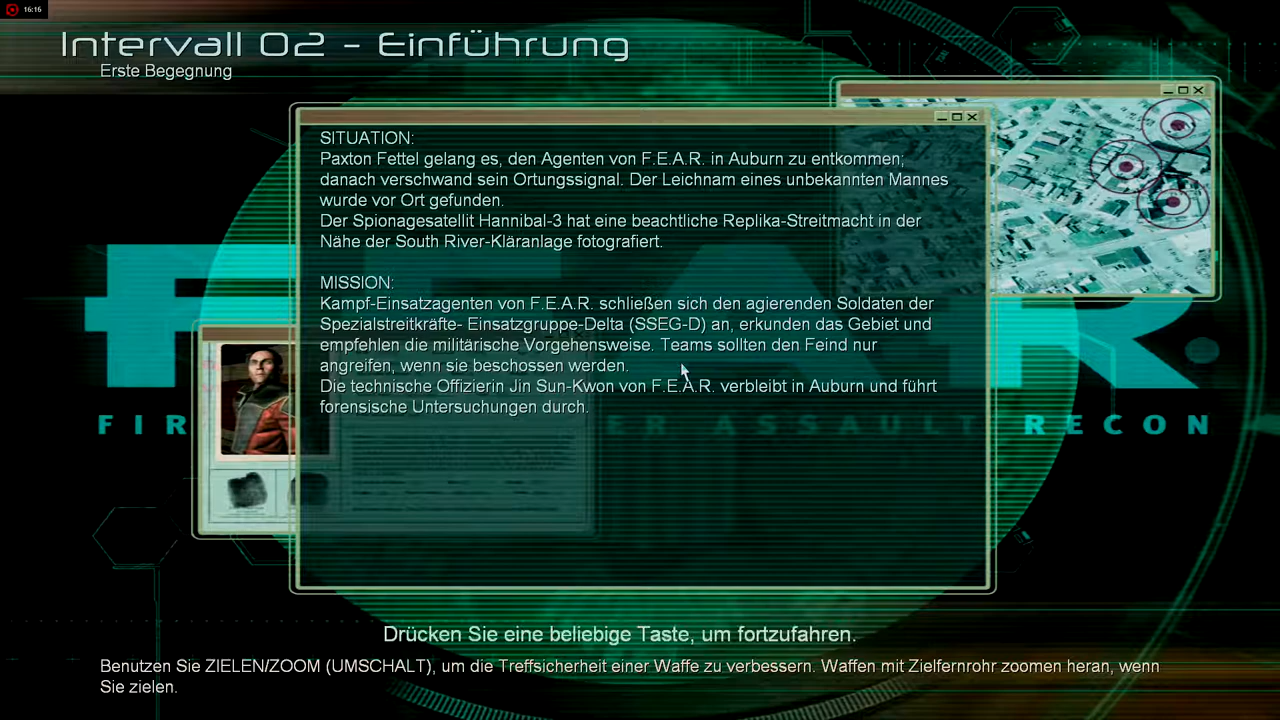 16:16
Intervall 02 - Einführung
Erste Begegnung
SITUATION:
Paxton Fettel gelang es, den Agenten von F.E.A.R. in Auburn zu entkommen;
danach verschwand sein Ortungssignal. Der Leichnam eines unbekannten Mannes
wurde vor Ort gefunden.
Der Spionagesatellit Hannibal-3 hat eine beachtliche Replika-Streitmacht in der
Nähe der South River-Kläranlage fotografiert.
MISSION:
Kampf-Einsatzagenten von F.E.A.R. schließen sich den agierenden Soldaten der
Spezialstreitkräfte- Einsatzgruppe-Delta (SSEG-D) an, erkunden das Gebiet und
empfehlen die militärische Vorgehensweise. Teams sollten den Feind nur
angreifen, wenn sie beschossen werden.
Die technische Offizierin Jin Sun-Kwon von F.E.A.R. verbleibt in Auburn und führt
forensische Untersuchungen durch.
FIR ER ASSAULT RECON
Drücken Sie eine beliebige Taste, um fortzufahren.
Benutzen Sie ZIELEN/ZOOM (UMSCHALT), um die Treffsicherheit einer Waffe zu verbessern. Waffen mit Zielfernrohr zoomen heran, wenn
Sie zielen.